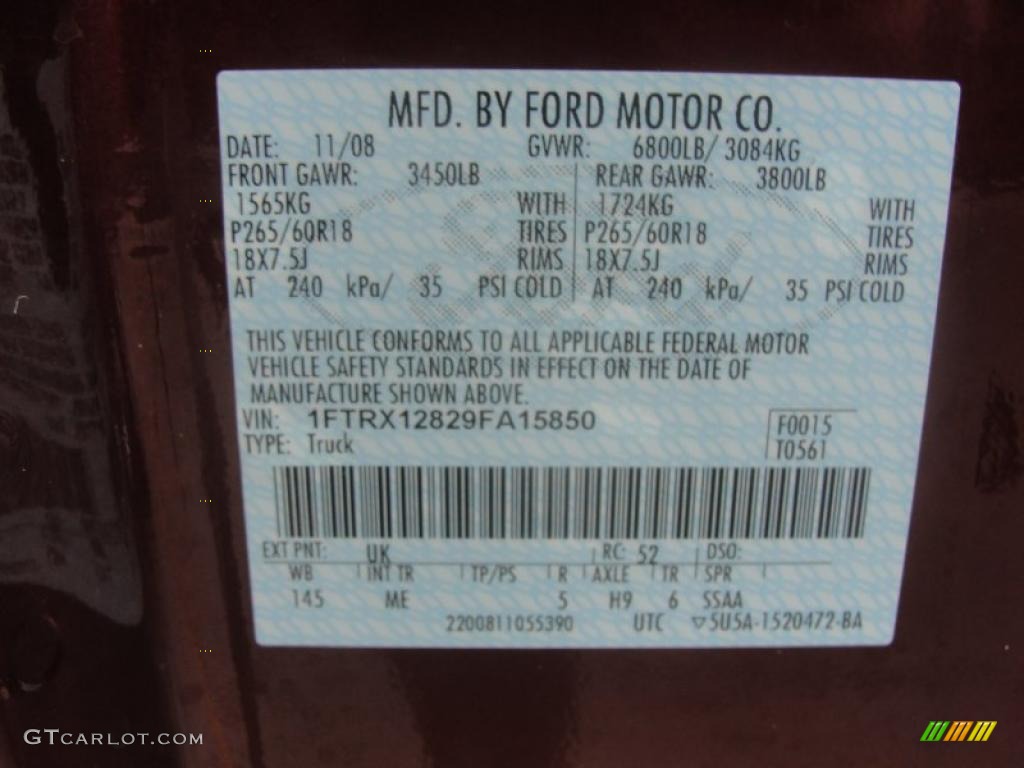 MFD. BY FORD MOTOR CO.
DATE: 11/08 GVWR: 6800LB/ 3084KG
FRONT GAWR: 3450LB REAR GAWR: 3800LB
1565KG WITH 1724KG WITH
P265/60R18 TIRES P265/60R18 TIRES
18X7.5J RIMS 18X7.5J RIMS
AT 240 kPa/ 35 PSI COLD AT 240 kPa/ 35 PSI COLD
THIS VEHICLE CONFORMS TO ALL APPLICABLE FEDERAL MOTOR
VEHICLE SAFETY STANDARDS IN EFFECT ON THE DATE OF
MANUFACTURE SHOWN ABOVE.
VIN: 1FTRX12829FA15850 F0015
TYPE: Truck T0561
EXT PNT: UK RC: 52 DSO:
WB INT TR TP/PS R AXLE TR SPR
145 ME 5 H9 6 SSAA
2200811055390 UTC ▽5U5A-1520472-BA
GTCARLOT.COM